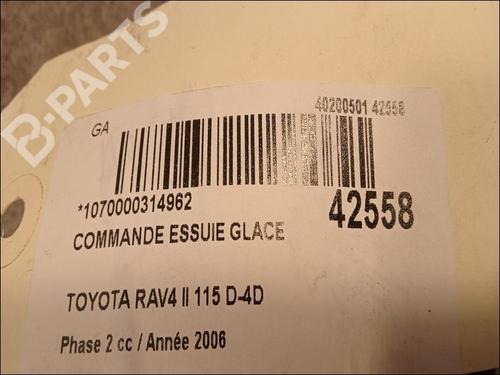 B-PARTS
GA
40200501 42558
*1070000314962
42558
COMMANDE ESSUIE GLACE
TOYOTA RAV4 II 115 D-4D
Phase 2 cc / Année 2006